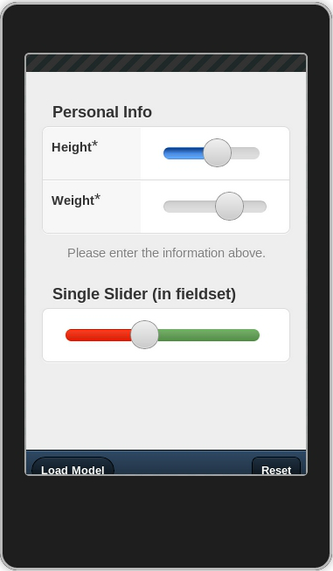 Personal Info
Height*
Weight*
Please enter the information above.
Single Slider (in fieldset)
Load Model
Reset